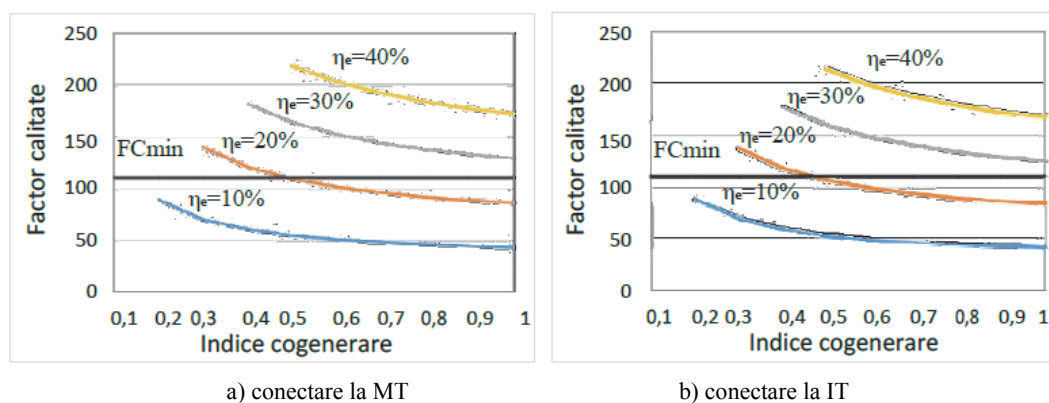 250
200
150
100
50
0
Factor calitate
ηe=40%
ηe=30%
ηe=20%
FCmin
ηe=10%
0,1 0,2 0,3 0,4 0,5 0,6 0,7 0,8 0,9 1
Indice cogenerare
a) conectare la MT
250
200
150
100
50
0
Factor calitate
ηe=40%
ηe=30%
ηe=20%
FCmin
ηe=10%
0,1 0,2 0,3 0,4 0,5 0,6 0,7 0,8 0,9 1
Indice cogenerare
b) conectare la IT